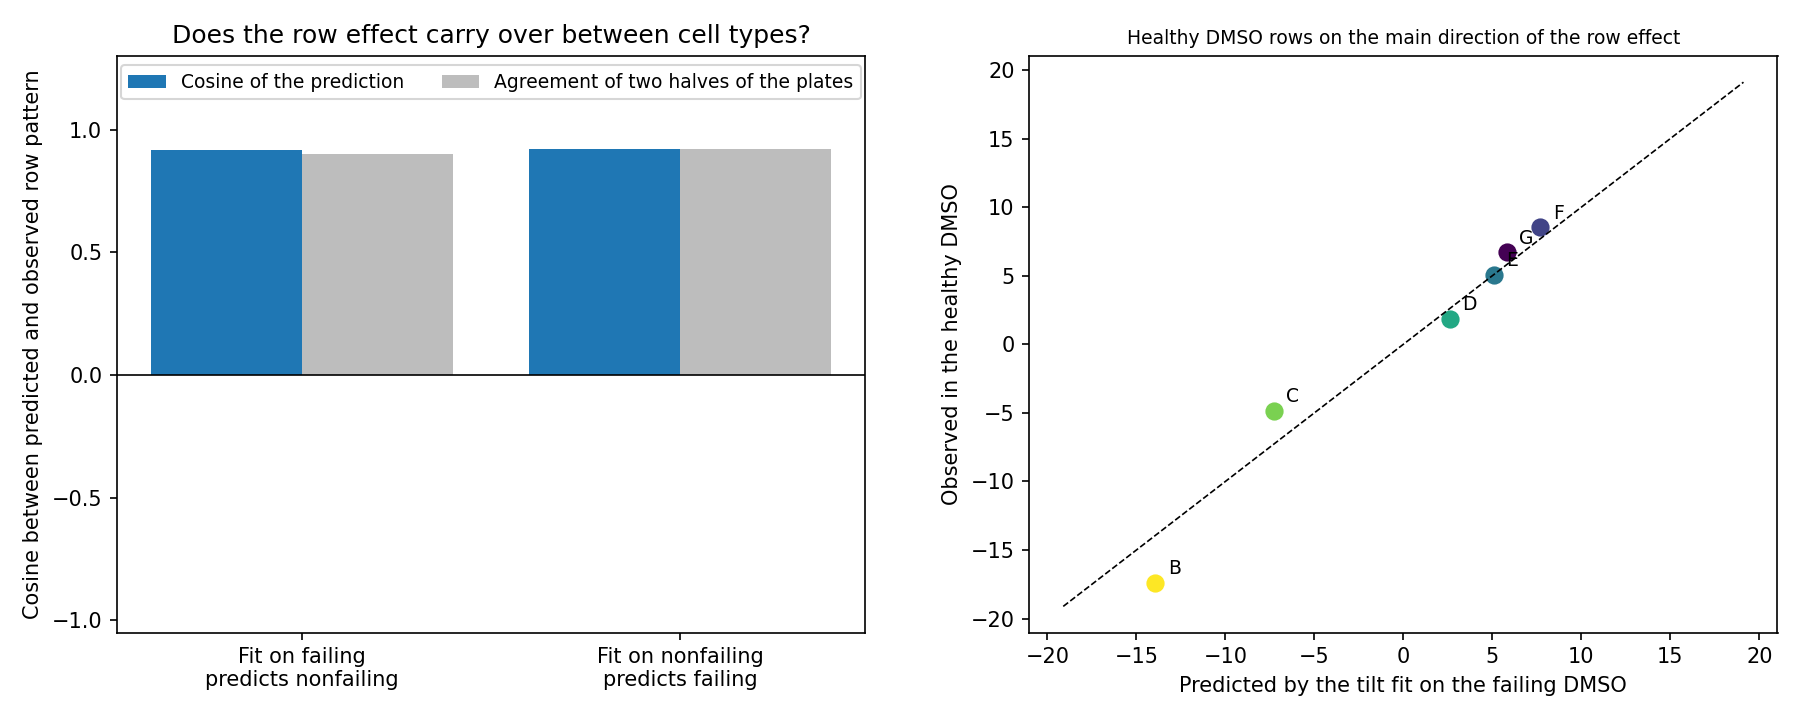 Does the row effect carry over between cell types?
Cosine of the prediction
Agreement of two halves of the plates
Cosine between predicted and observed row pattern
1.0
0.5
0.0
−0.5
−1.0
Fit on failing
predicts nonfailing
Fit on nonfailing
predicts failing
Healthy DMSO rows on the main direction of the row effect
Observed in the healthy DMSO
20
15
10
5
0
−5
−10
−15
−20
F
G
E
D
C
B
−20
−15
−10
−5
0
5
10
15
20
Predicted by the tilt fit on the failing DMSO